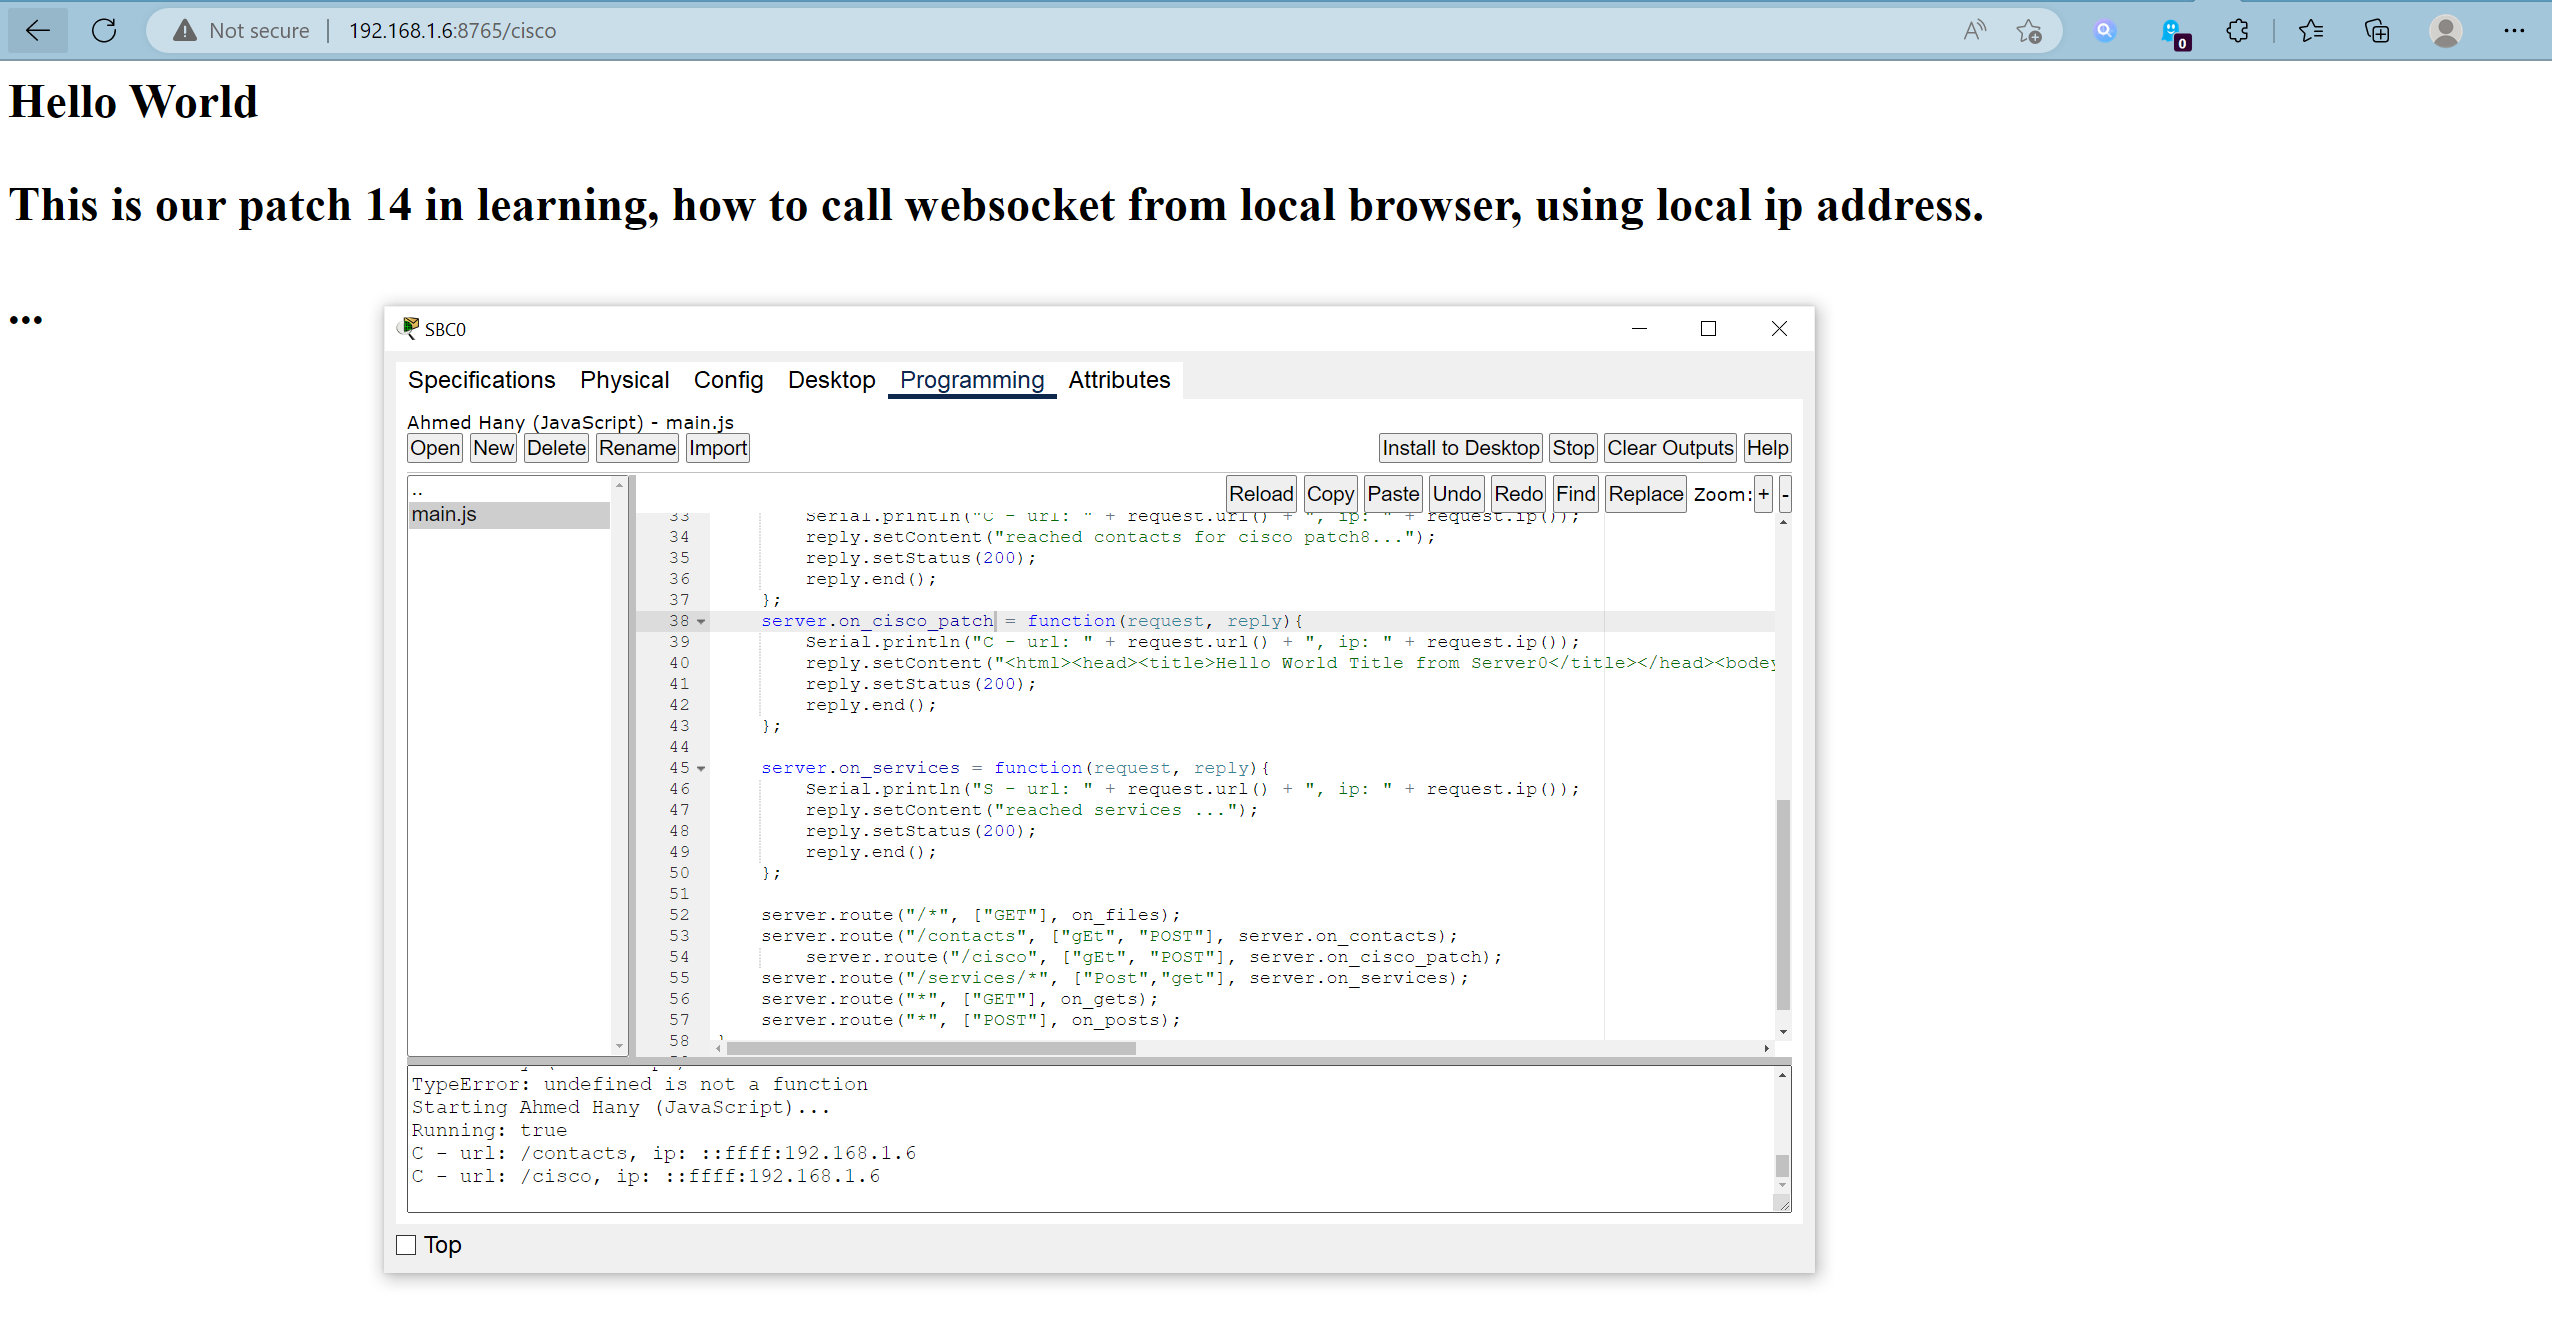 Not secure | 192.168.1.6:8765/cisco
0
Hello World
This is our patch 14 in learning, how to call websocket from local browser, using local ip address.
...
SBC0
Specifications Physical Config Desktop Programming Attributes
Ahmed Hany (JavaScript) - main.js
Open New Delete Rename Import Install to Desktop Stop Clear Outputs Help
Reload Copy Paste Undo Redo Find Replace Zoom: + -
..
main.js
33 Serial.println("C - url: " + request.url() + ", ip: " + request.ip());
34 reply.setContent("reached contacts for cisco patch8...");
35 reply.setStatus(200);
36 reply.end();
37 };
38 server.on_cisco_patch = function(request, reply){
39 Serial.println("C - url: " + request.url() + ", ip: " + request.ip());
40 reply.setContent("<html><head><title>Hello World Title from Server0</title></head><bodey
41 reply.setStatus(200);
42 reply.end();
43 };
44
45 server.on_services = function(request, reply){
46 Serial.println("S - url: " + request.url() + ", ip: " + request.ip());
47 reply.setContent("reached services ...");
48 reply.setStatus(200);
49 reply.end();
50 };
51
52 server.route("/*", ["GET"], on_files);
53 server.route("/contacts", ["gEt", "POST"], server.on_contacts);
54 server.route("/cisco", ["gEt", "POST"], server.on_cisco_patch);
55 server.route("/services/*", ["Post","get"], server.on_services);
56 server.route("*", ["GET"], on_gets);
57 server.route("*", ["POST"], on_posts);
58
TypeError: undefined is not a function
Starting Ahmed Hany (JavaScript)...
Running: true
C - url: /contacts, ip: ::ffff:192.168.1.6
C - url: /cisco, ip: ::ffff:192.168.1.6
Top